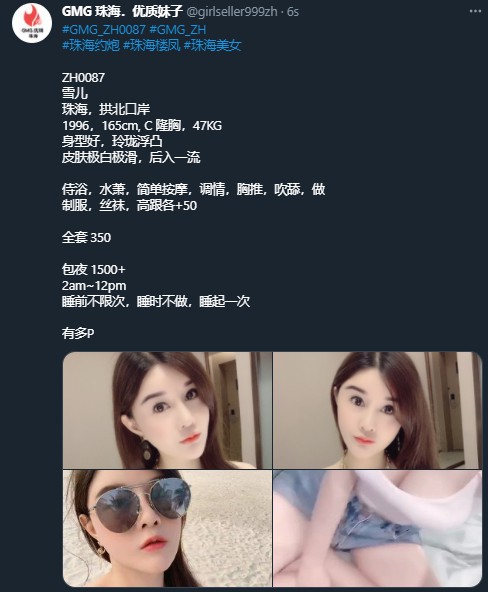 GMG 珠海．优质妹子 @girlseller999zh · 6s
#GMG_ZH0087 #GMG_ZH
#珠海约炮 #珠海楼凤 #珠海美女
ZH0087
雪儿
珠海，拱北口岸
1996，165cm, C 隆胸，47KG
身型好，玲珑浮凸
皮肤极白极滑，后入一流
侍浴，水萧，简单按摩，调情，胸推，吹舔，做
制服，丝袜，高跟各+50
全套 350
包夜 1500+
2am~12pm
睡前不限次，睡时不做，睡起一次
有多P